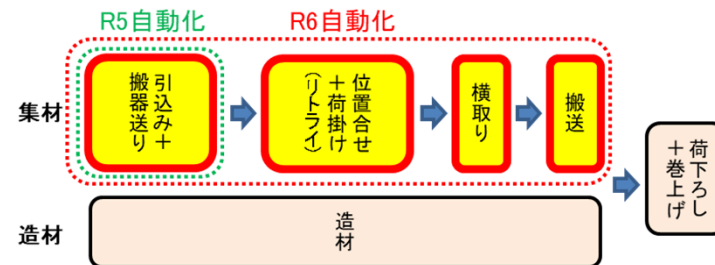 R5自動化
R6自動化
集材
引込み＋
搬器送り
位置合せ
＋荷掛け
（リトライ）
横取り
搬送
荷下ろし
＋巻上げ
造材
造材